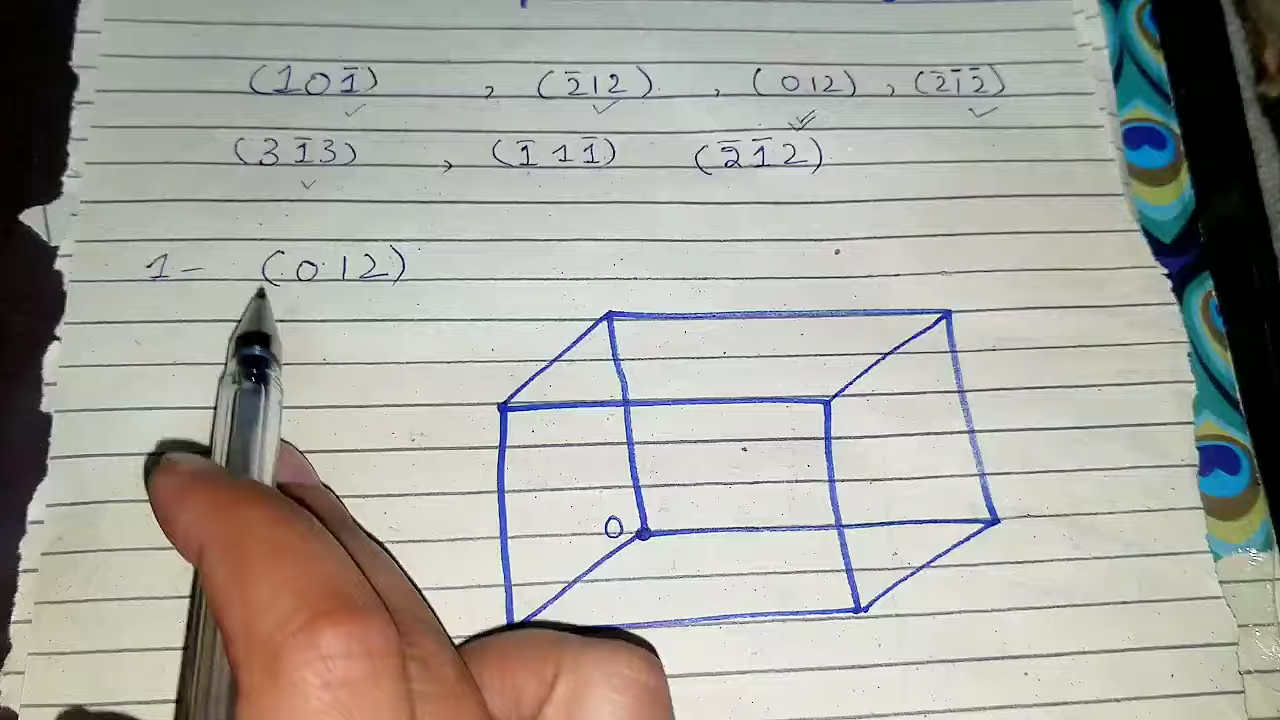 (1 0 1̄) , (2̄ 1 2) , (0 1 2) , (2̄ 1̄ 2̄)
(3 1̄ 3) , (1̄ 1 1̄) (2̄ 1̄ 2)
1- (0 1 2)
O